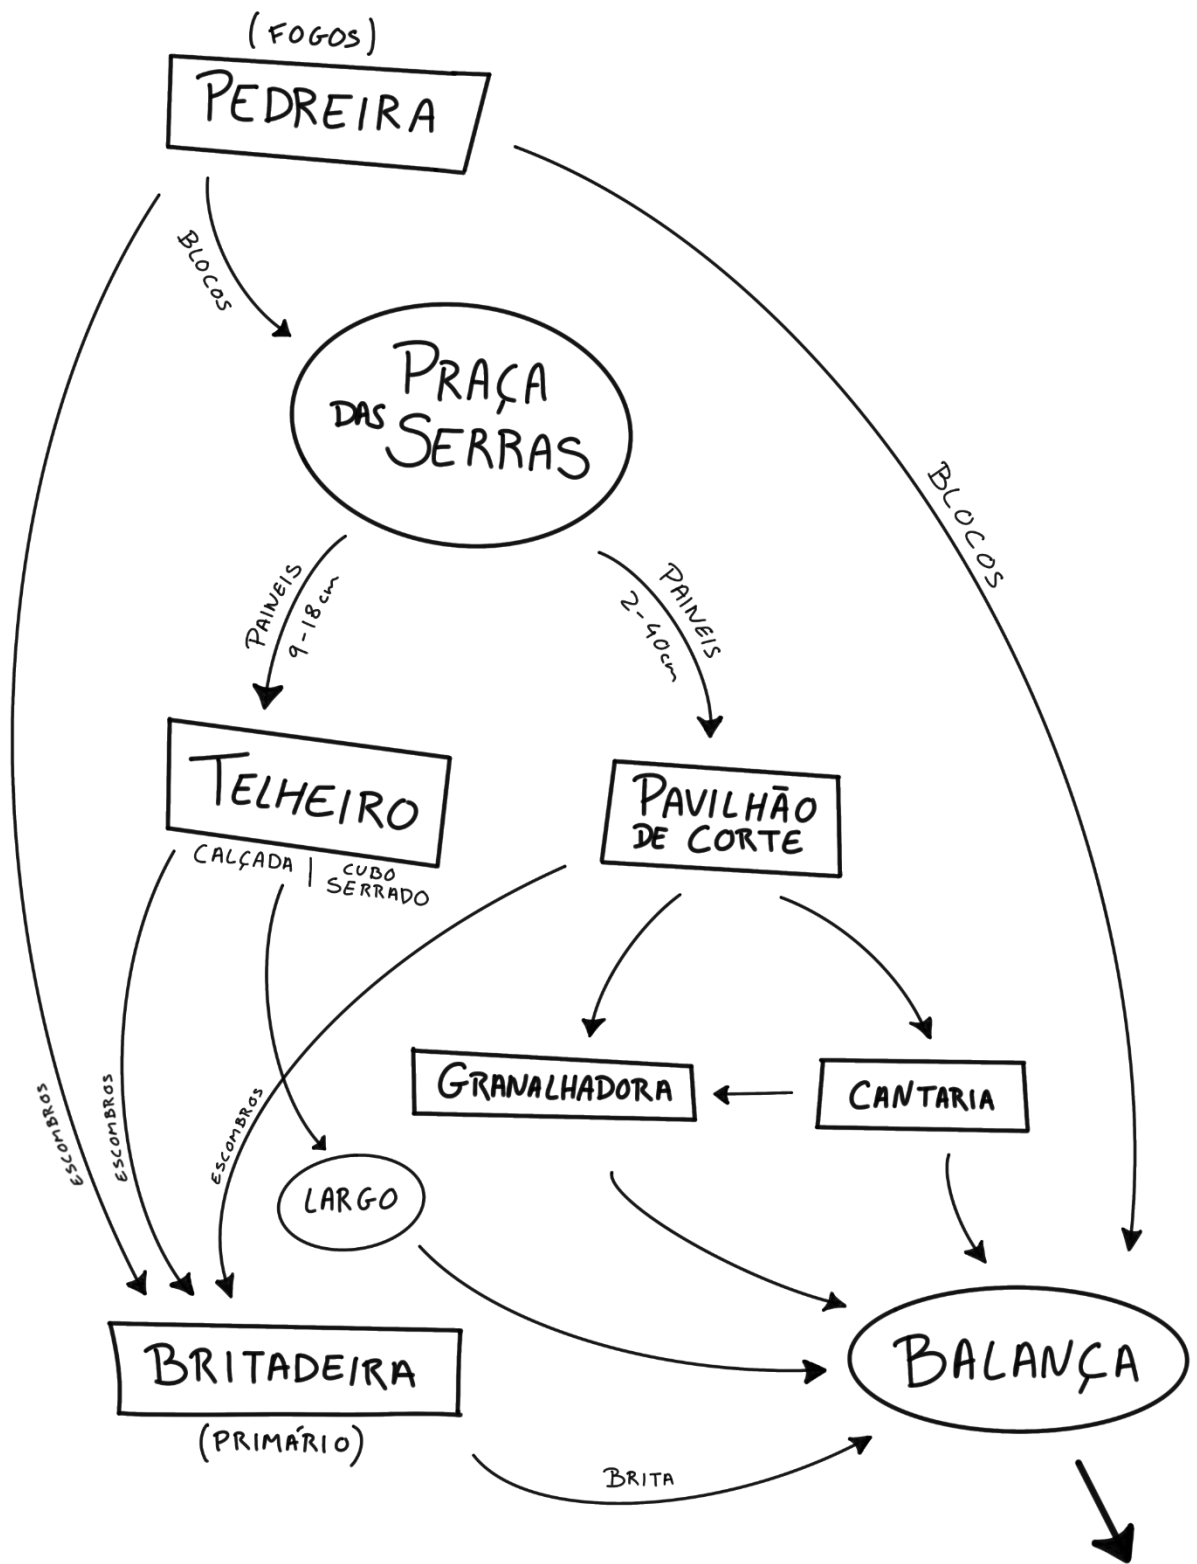 (FOGOS)
PEDREIRA
BLOCOS
BLOCOS
PRAÇA
DAS SERRAS
PAINEIS
9-18cm
PAINEIS
2-40cm
TELHEIRO
CALÇADA | CUBO
SERRADO
PAVILHÃO
DE CORTE
GRANALHADORA
CANTARIA
ESCOMBROS
ESCOMBROS
ESCOMBROS
LARGO
BRITADEIRA
(PRIMÁRIO)
BRITA
BALANÇA